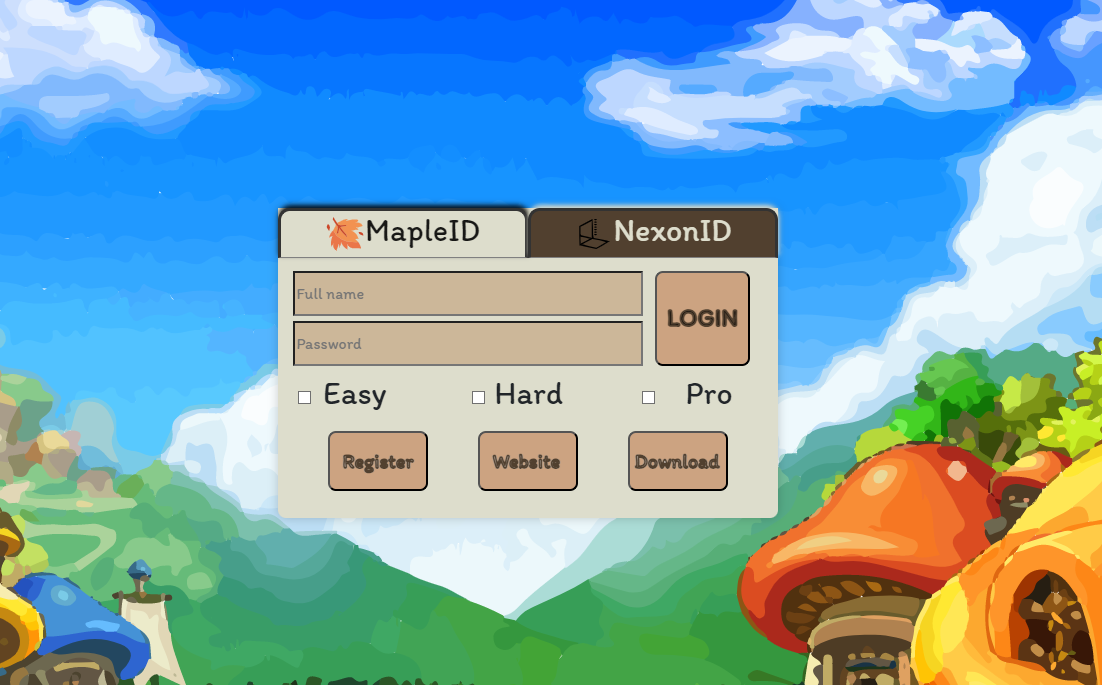 MapleID
NexonID
Full name
LOGIN
Password
Easy
Hard
Pro
Register
Website
Download